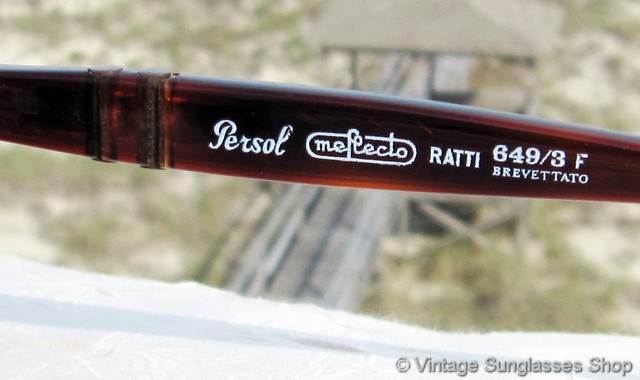 Persol meflecto RATTI 649/3 F
BREVETTATO
© Vintage Sunglasses Shop